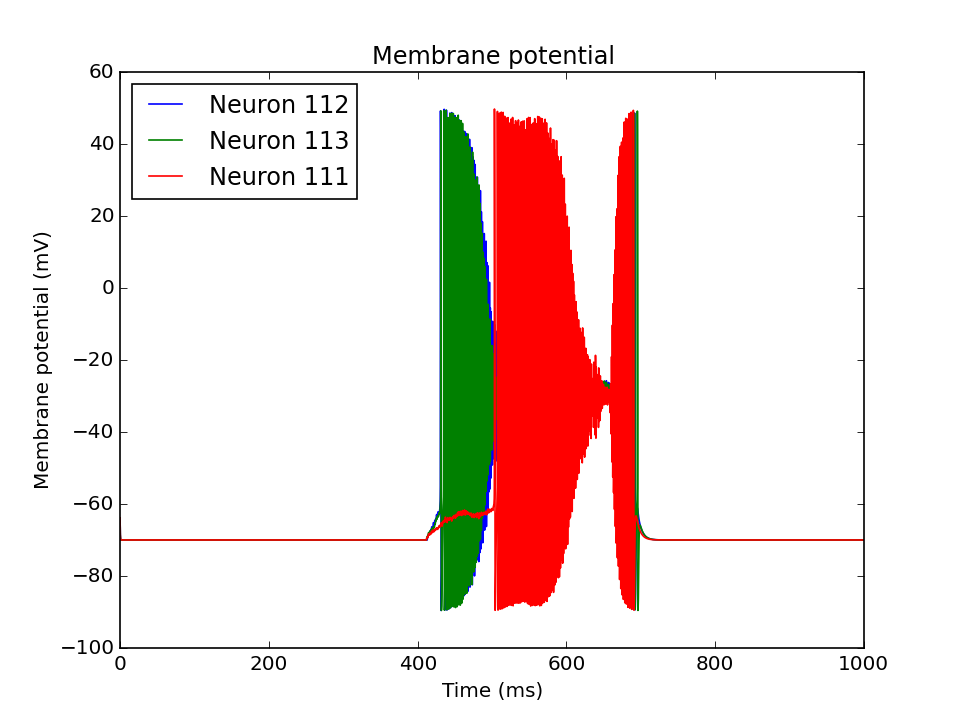 Membrane potential
60
40
20
0
−20
−40
−60
−80
−100
Membrane potential (mV)
Neuron 112
Neuron 113
Neuron 111
0 200 400 600 800 1000
Time (ms)